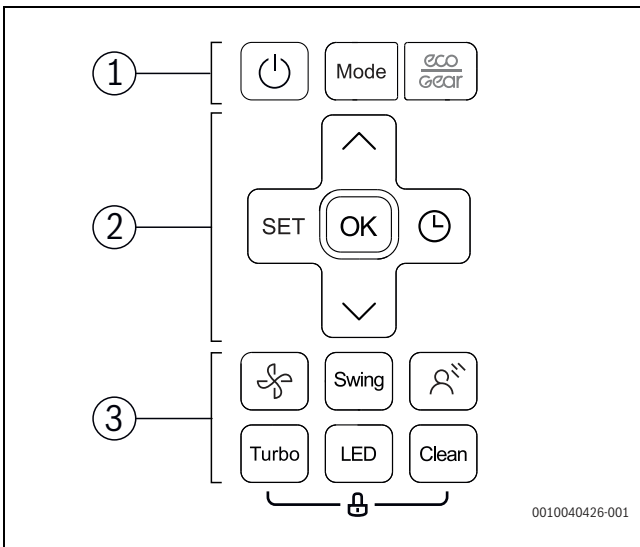 1
Mode
eco
Gear
2
SET
OK
3
Swing
Turbo
LED
Clean
0010040426-001